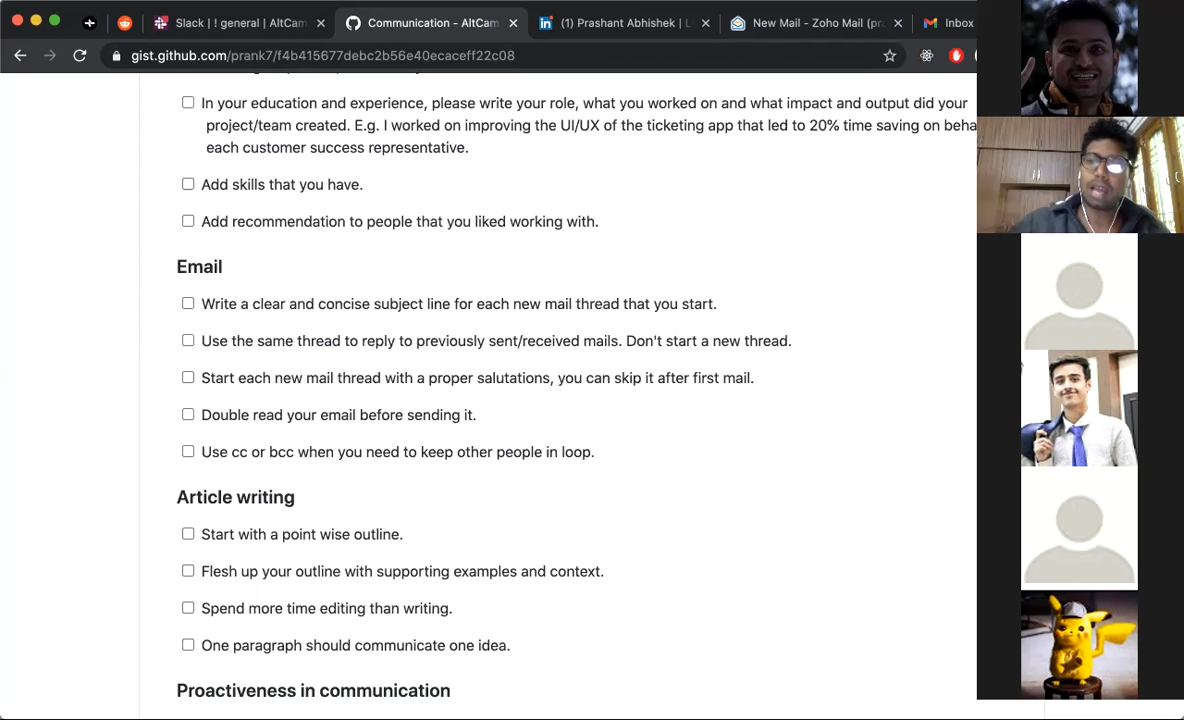 Slack | ! general | AltCam
Communication - AltCam
(1) Prashant Abhishek | L
New Mail - Zoho Mail (pr
Inbox
gist.github.com/prank7/f4b415677debc2b56e40ecaceff22c08
In your education and experience, please write your role, what you worked on and what impact and output did your
project/team created. E.g. I worked on improving the UI/UX of the ticketing app that led to 20% time saving on beha
each customer success representative.
Add skills that you have.
Add recommendation to people that you liked working with.
Email
Write a clear and concise subject line for each new mail thread that you start.
Use the same thread to reply to previously sent/received mails. Don't start a new thread.
Start each new mail thread with a proper salutations, you can skip it after first mail.
Double read your email before sending it.
Use cc or bcc when you need to keep other people in loop.
Article writing
Start with a point wise outline.
Flesh up your outline with supporting examples and context.
Spend more time editing than writing.
One paragraph should communicate one idea.
Proactiveness in communication